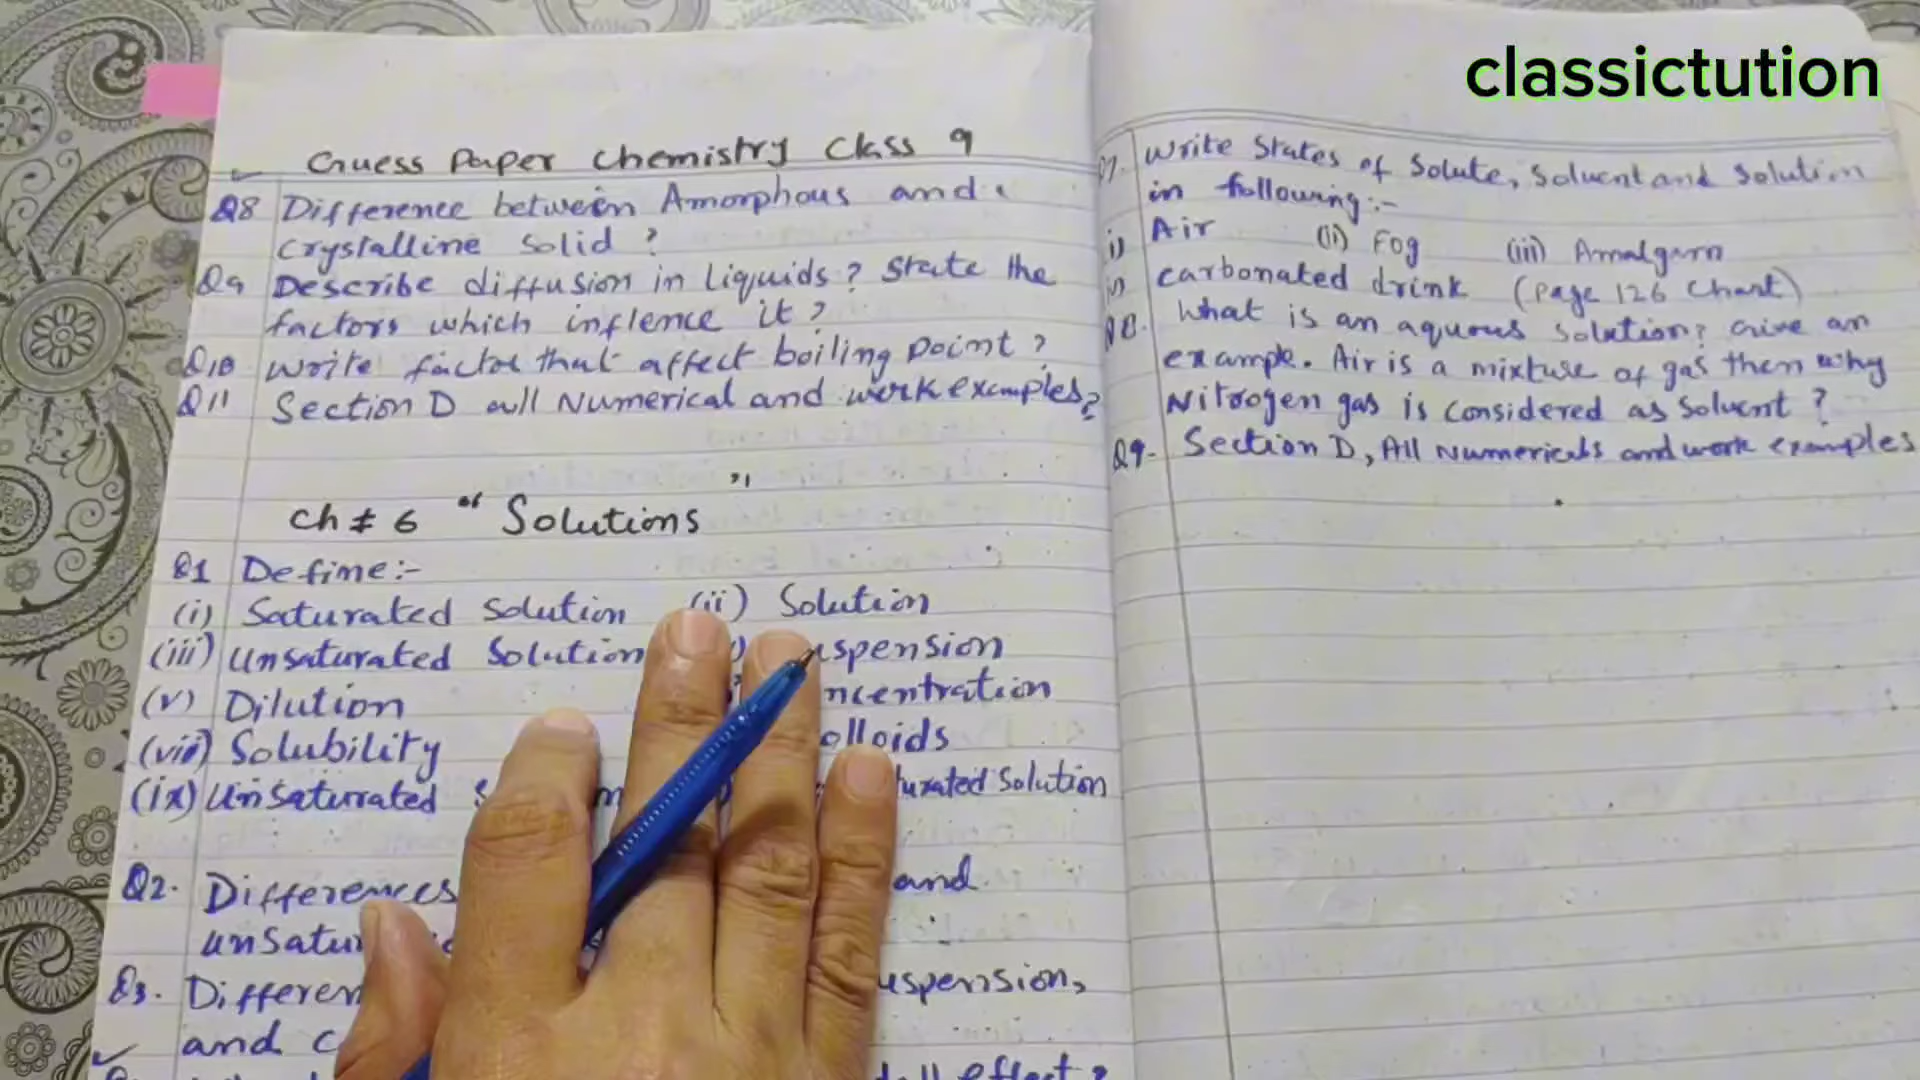 classictution
Guess Paper Chemistry Class 9
Q8 Difference between Amorphous and
crystalline solid ?
Q9 Describe diffusion in liquids ? State the
factors which inflence it ?
Q10 Write factor that affect boiling point ?
Q11 Section D all Numerical and werk examples ?
Ch # 6 " Solutions "
Q1 Define:-
(i) Saturated Solution (ii) Solution
(iii) Unsaturated Solution
(v) Dilution
(vii) Solubility
(ix) Unsaturated
Q2. Differences and
Q3.
and
effect ?
Q7. Write States of Solute, Solvent and Solution
in following:-
i) Air (ii) Fog (iii) Amalgam
carbonated drink (Page 126 Chart)
Q8. What is an aquous solution? Give an
example. Air is a mixture of gas then why
Nitrogen gas is considered as Solvent ?
Q9. Section D, All Numericals and work examples